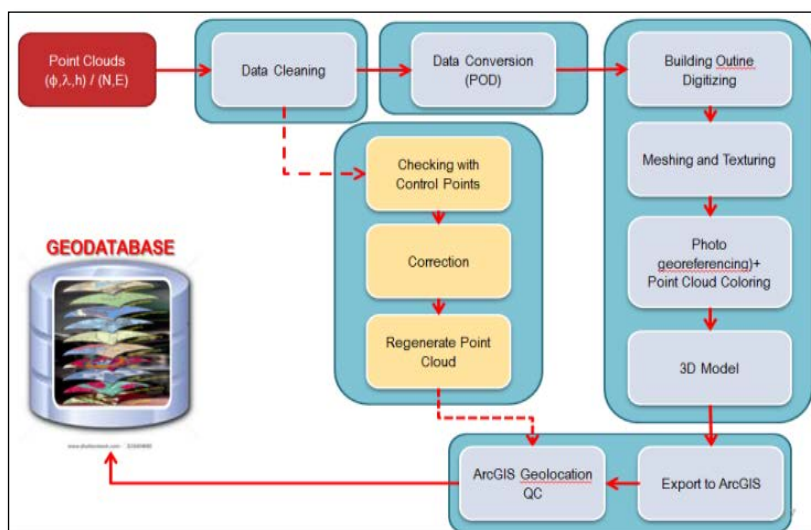 Point Clouds
(ϕ,λ,h) / (N,E)
Data Cleaning
Data Conversion
(POD)
Building Outine
Digitizing
Checking with
Control Points
Meshing and Texturing
Correction
Photo
georeferencing)+
Point Cloud Coloring
Regenerate Point
Cloud
3D Model
GEODATABASE
ArcGIS Geolocation
QC
Export to ArcGIS